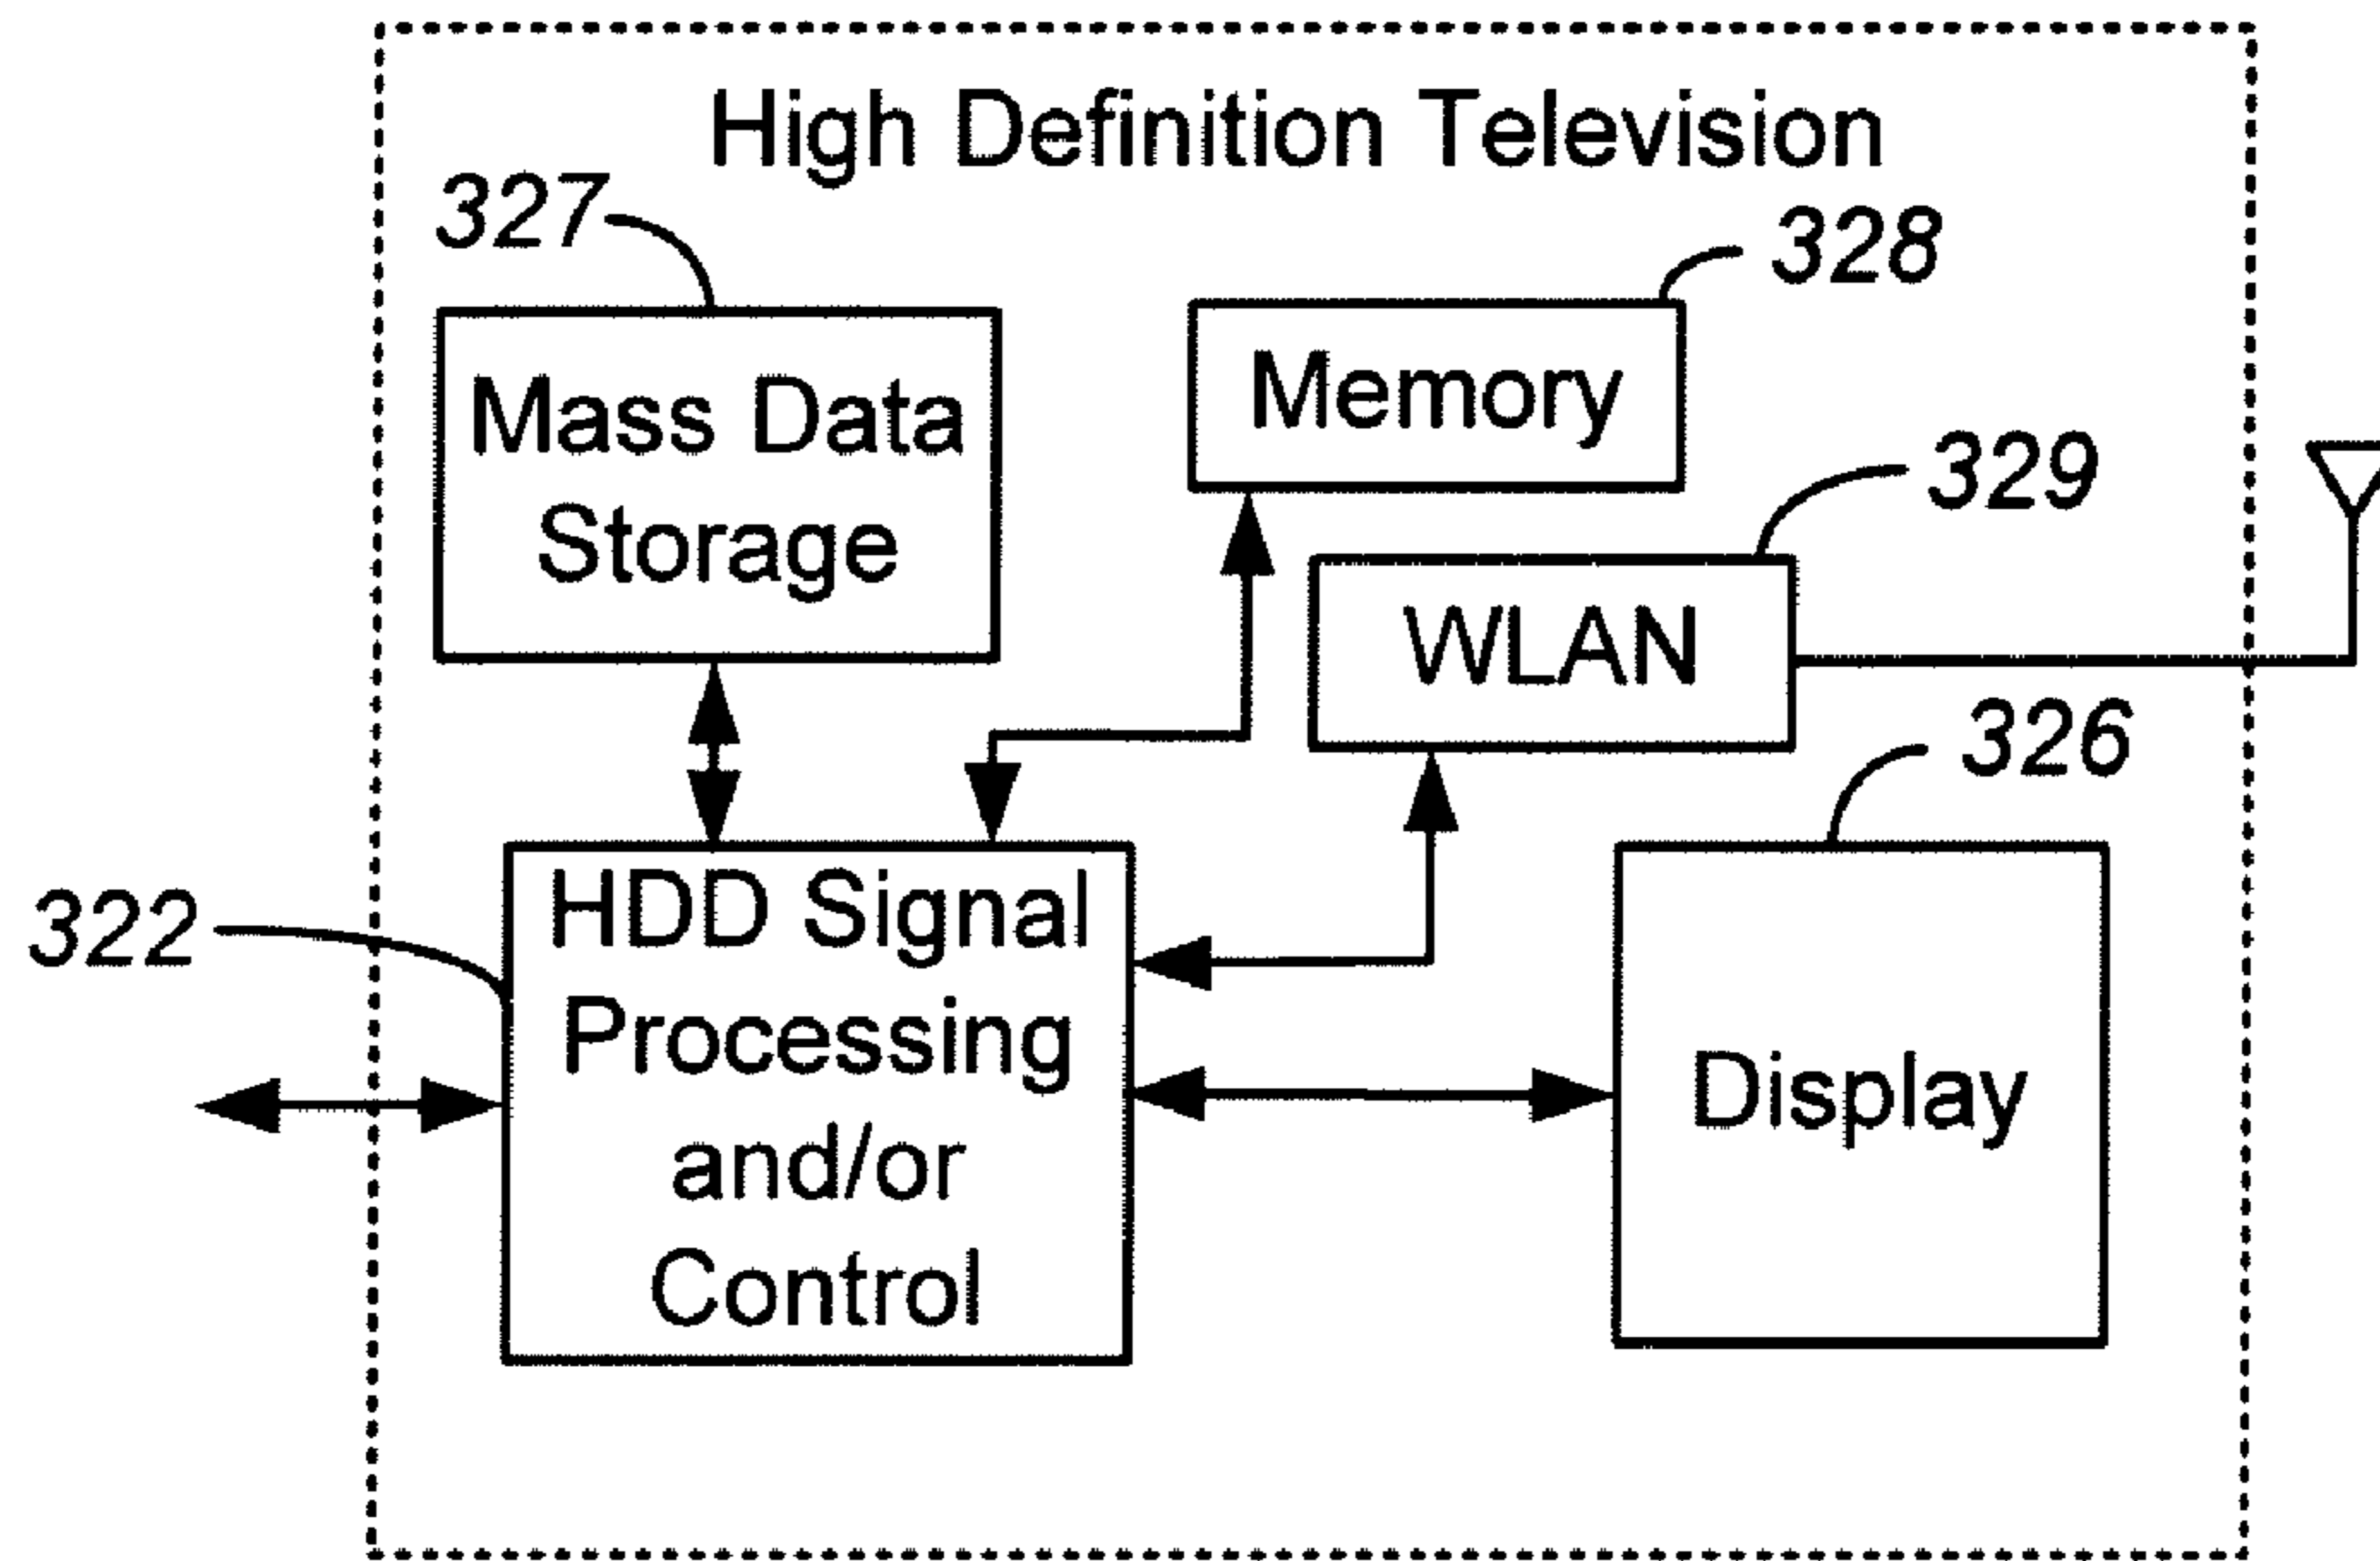 High Definition Television
327
328
Mass Data
Storage
Memory
329
WLAN
326
322
HDD Signal
Processing
and/or
Control
Display